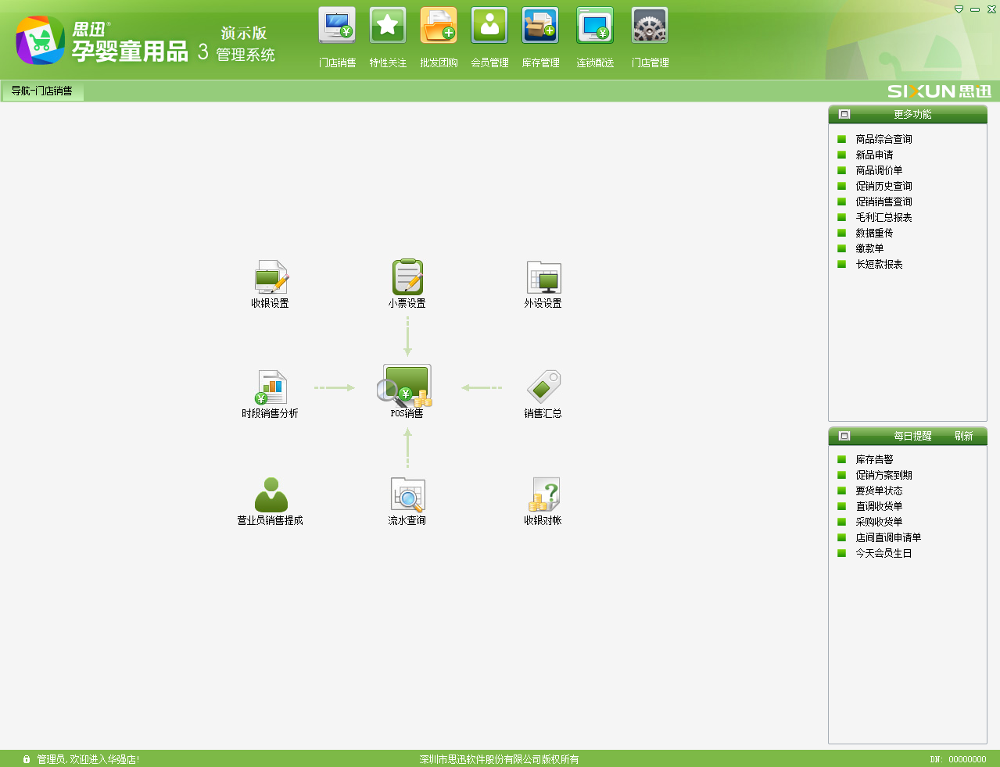 思迅®
孕婴童用品 3 演示版
管理系统
门店销售 特性关注 批发团购 会员管理 库存管理 连锁配送 门店管理
导航-门店销售
SIXUN思迅
更多功能
商品综合查询
新品申请
商品调价单
促销历史查询
促销销售查询
毛利汇总报表
数据重传
缴款单
长短款报表
收银设置 小票设置 外设设置
时段销售分析 POS销售 销售汇总
营业员销售提成 流水查询 收银对帐
每日提醒 刷新
库存告警
促销方案到期
要货单状态
直调收货单
采购收货单
店间直调申请单
今天会员生日
管理员,欢迎进入华强店!
深圳市思迅软件股份有限公司版权所有
DN: 00000000